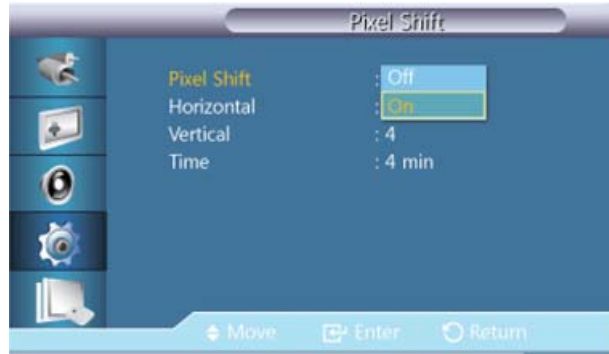 Pixel Shift
Pixel Shift : Off
Horizontal : On
Vertical : 4
Time : 4 min
Move Enter Return